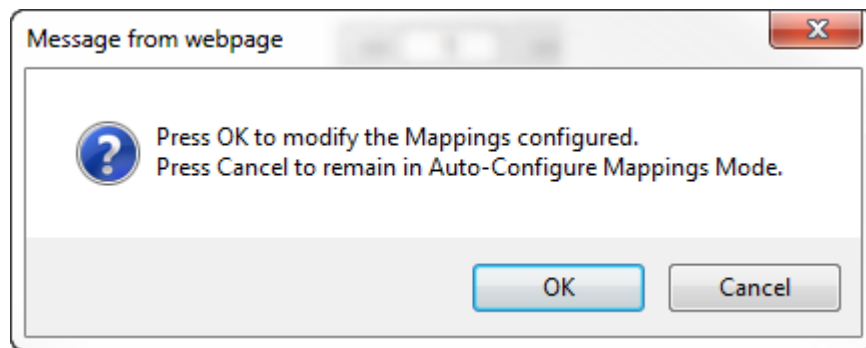 Message from webpage
Press OK to modify the Mappings configured.
Press Cancel to remain in Auto-Configure Mappings Mode.
OK
Cancel